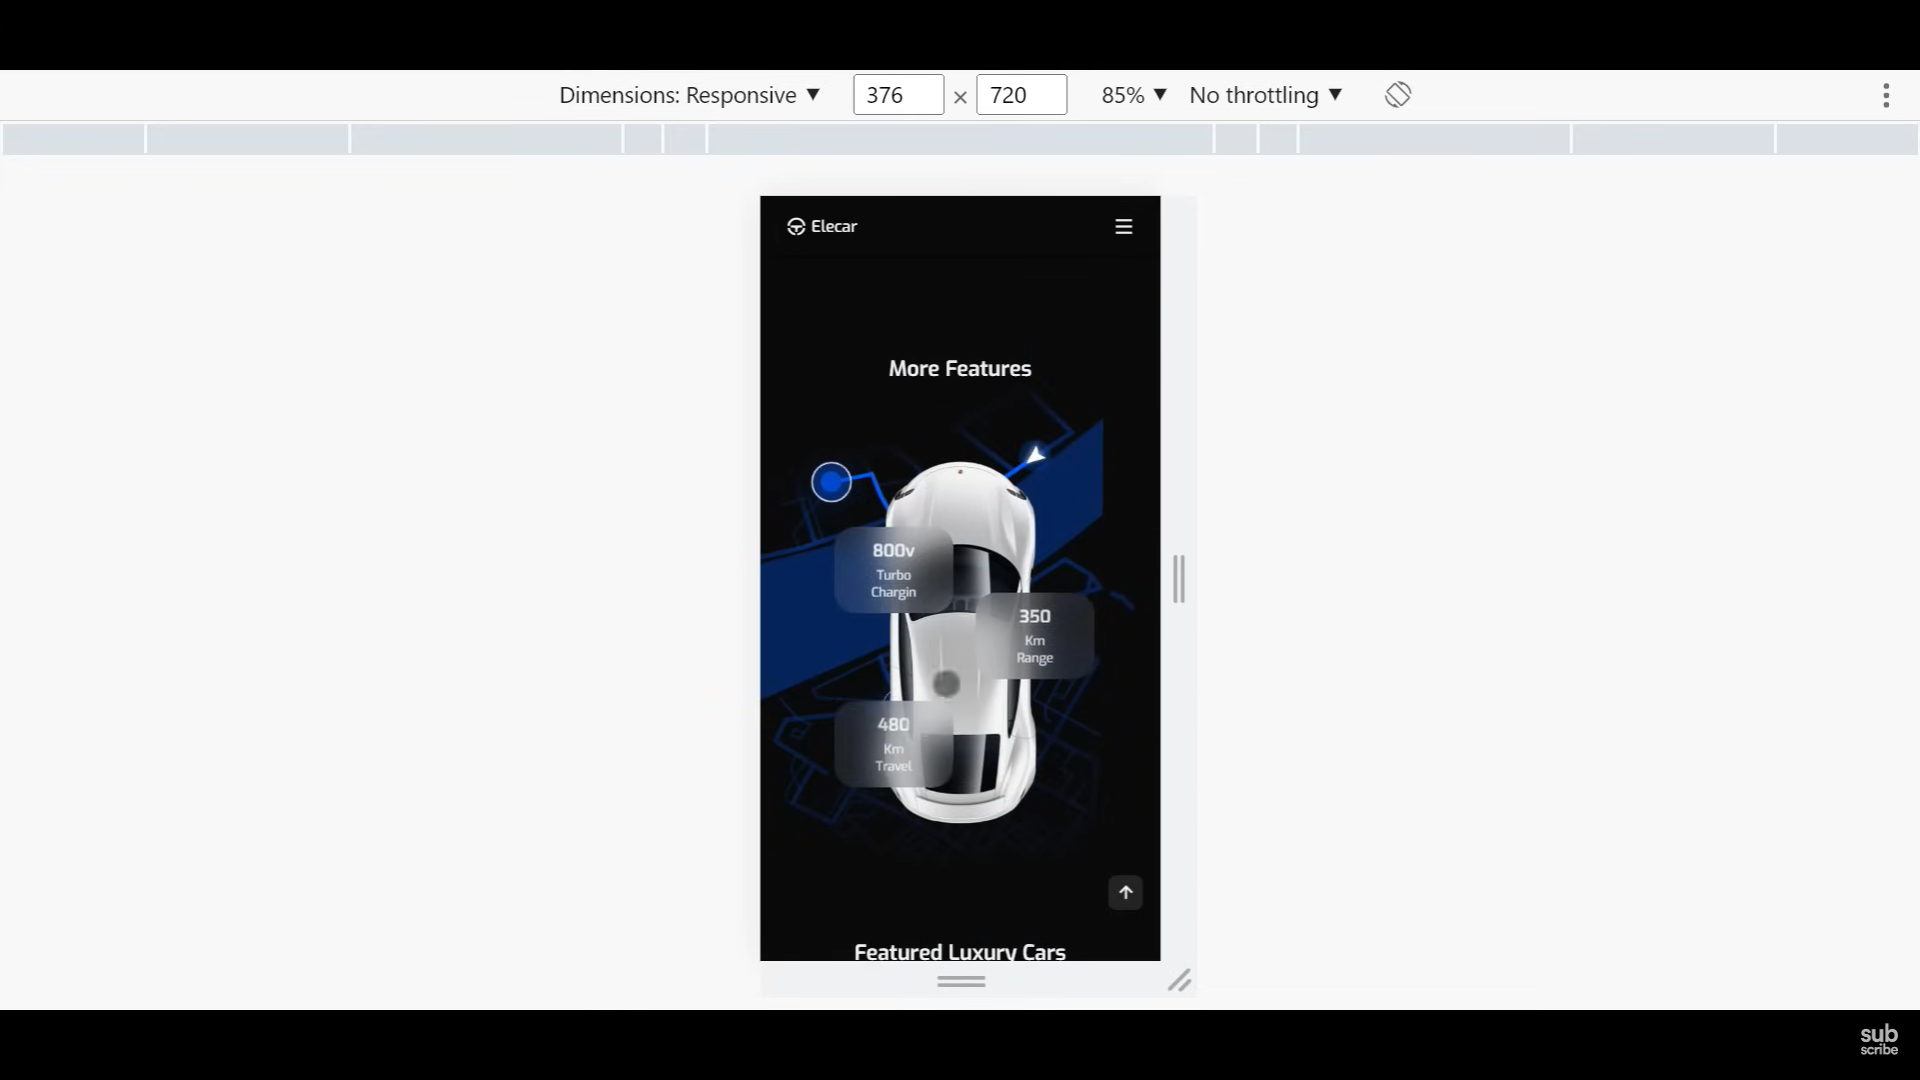 Dimensions: Responsive ▼ 376 × 720 85% ▼ No throttling ▼
Elecar
More Features
800v
Turbo
Chargin
350
Km
Range
480
Km
Travel
Featured Luxury Cars
sub
scribe